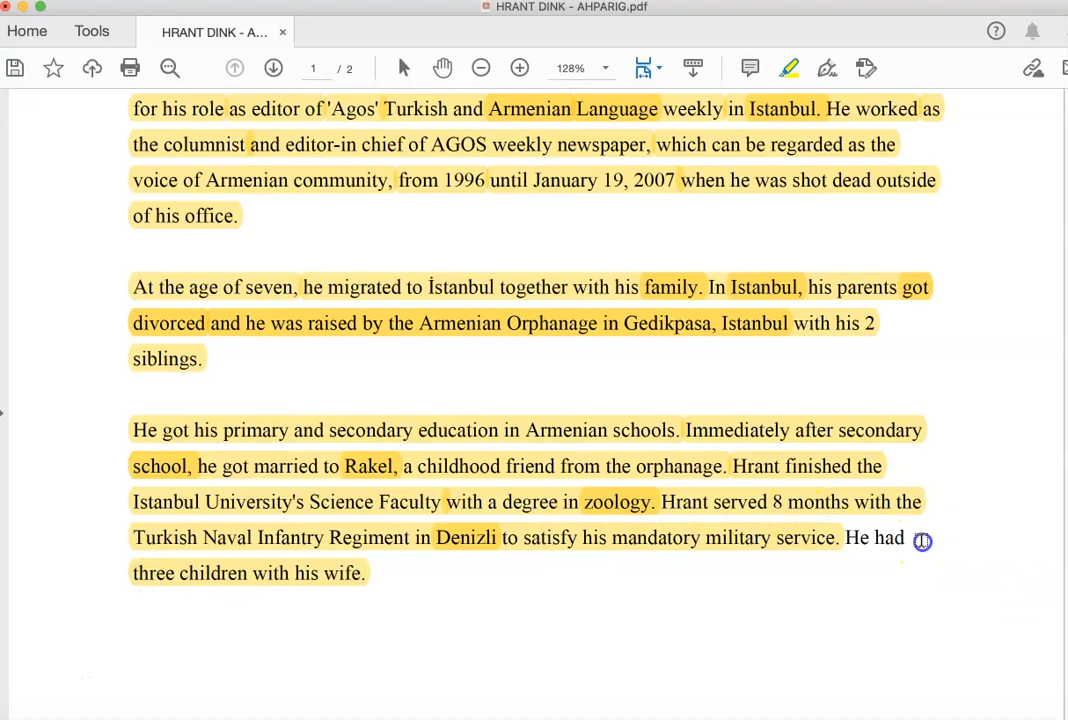 HRANT DINK - AHPARIG.pdf
Home Tools HRANT DINK - A... ×
1 / 2 128%
for his role as editor of 'Agos' Turkish and Armenian Language weekly in Istanbul. He worked as
the columnist and editor-in chief of AGOS weekly newspaper, which can be regarded as the
voice of Armenian community, from 1996 until January 19, 2007 when he was shot dead outside
of his office.
At the age of seven, he migrated to İstanbul together with his family. In Istanbul, his parents got
divorced and he was raised by the Armenian Orphanage in Gedikpasa, Istanbul with his 2
siblings.
He got his primary and secondary education in Armenian schools. Immediately after secondary
school, he got married to Rakel, a childhood friend from the orphanage. Hrant finished the
Istanbul University's Science Faculty with a degree in zoology. Hrant served 8 months with the
Turkish Naval Infantry Regiment in Denizli to satisfy his mandatory military service. He had
three children with his wife.